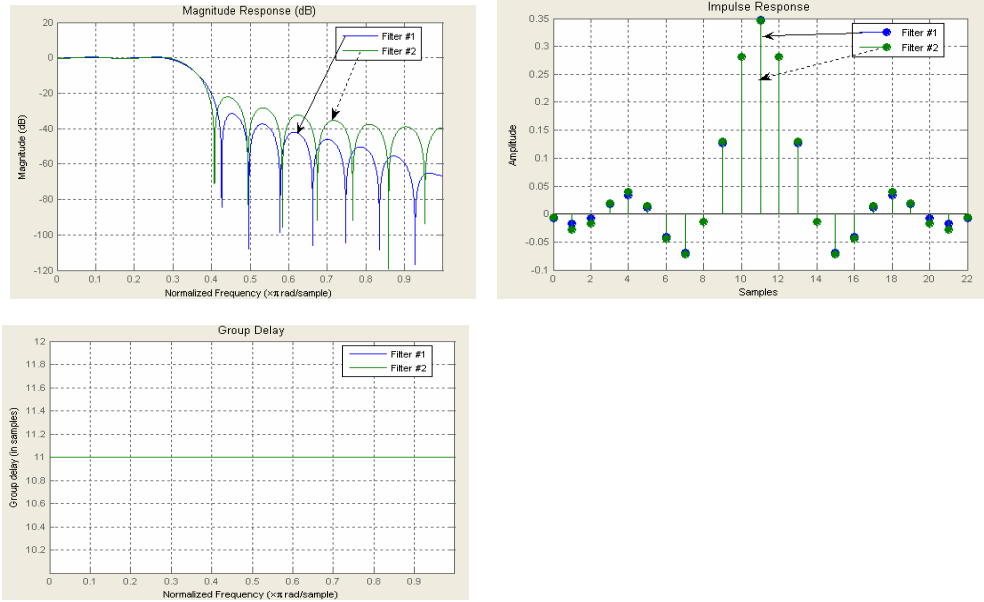 Magnitude Response (dB)
20
0
-20
-40
-60
-80
-100
-120
Magnitude (dB)
Filter #1
Filter #2
0 0.1 0.2 0.3 0.4 0.5 0.6 0.7 0.8 0.9
Normalized Frequency (×π rad/sample)
Impulse Response
0.35
0.3
0.25
0.2
0.15
0.1
0.05
0
-0.05
-0.1
Amplitude
Filter #1
Filter #2
0 2 4 6 8 10 12 14 16 18 20 22
Samples
Group Delay
12
11.8
11.6
11.4
11.2
11
10.8
10.6
10.4
10.2
Group delay (in samples)
Filter #1
Filter #2
0 0.1 0.2 0.3 0.4 0.5 0.6 0.7 0.8 0.9
Normalized Frequency (×π rad/sample)